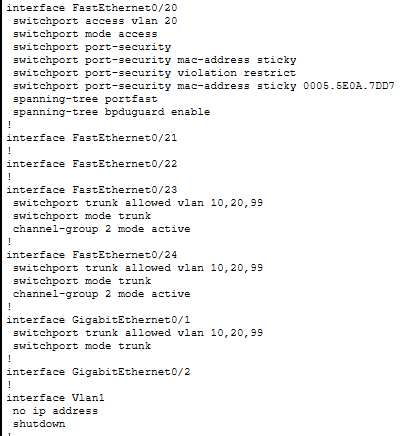 interface FastEthernet0/20
 switchport access vlan 20
 switchport mode access
 switchport port-security
 switchport port-security mac-address sticky
 switchport port-security violation restrict
 switchport port-security mac-address sticky 0005.5E0A.7DD7
 spanning-tree portfast
 spanning-tree bpduguard enable
!
interface FastEthernet0/21
!
interface FastEthernet0/22
!
interface FastEthernet0/23
 switchport trunk allowed vlan 10,20,99
 switchport mode trunk
 channel-group 2 mode active
!
interface FastEthernet0/24
 switchport trunk allowed vlan 10,20,99
 switchport mode trunk
 channel-group 2 mode active
!
interface GigabitEthernet0/1
 switchport trunk allowed vlan 10,20,99
 switchport mode trunk
!
interface GigabitEthernet0/2
!
interface Vlan1
 no ip address
 shutdown
!